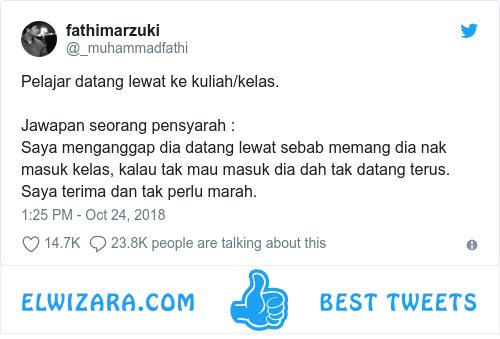 fathimarzuki
@_muhammadfathi
Pelajar datang lewat ke kuliah/kelas.
Jawapan seorang pensyarah :
Saya menganggap dia datang lewat sebab memang dia nak
masuk kelas, kalau tak mau masuk dia dah tak datang terus.
Saya terima dan tak perlu marah.
1:25 PM - Oct 24, 2018
14.7K 23.8K people are talking about this
ELWIZARA.COM BEST TWEETS